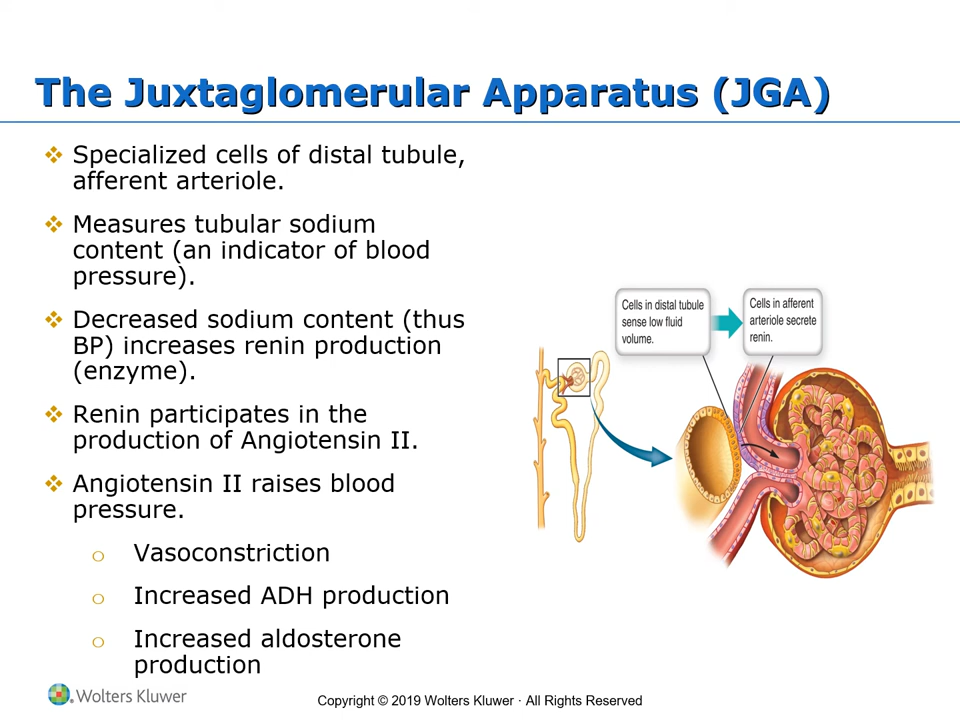 The Juxtaglomerular Apparatus (JGA)
Specialized cells of distal tubule,
afferent arteriole.
Measures tubular sodium
content (an indicator of blood
pressure).
Decreased sodium content (thus
BP) increases renin production
(enzyme).
Renin participates in the
production of Angiotensin II.
Angiotensin II raises blood
pressure.
Vasoconstriction
Increased ADH production
Increased aldosterone
production
Cells in distal tubule
sense low fluid
volume.
Cells in afferent
arteriole secrete
renin.
Wolters Kluwer
Copyright © 2019 Wolters Kluwer · All Rights Reserved